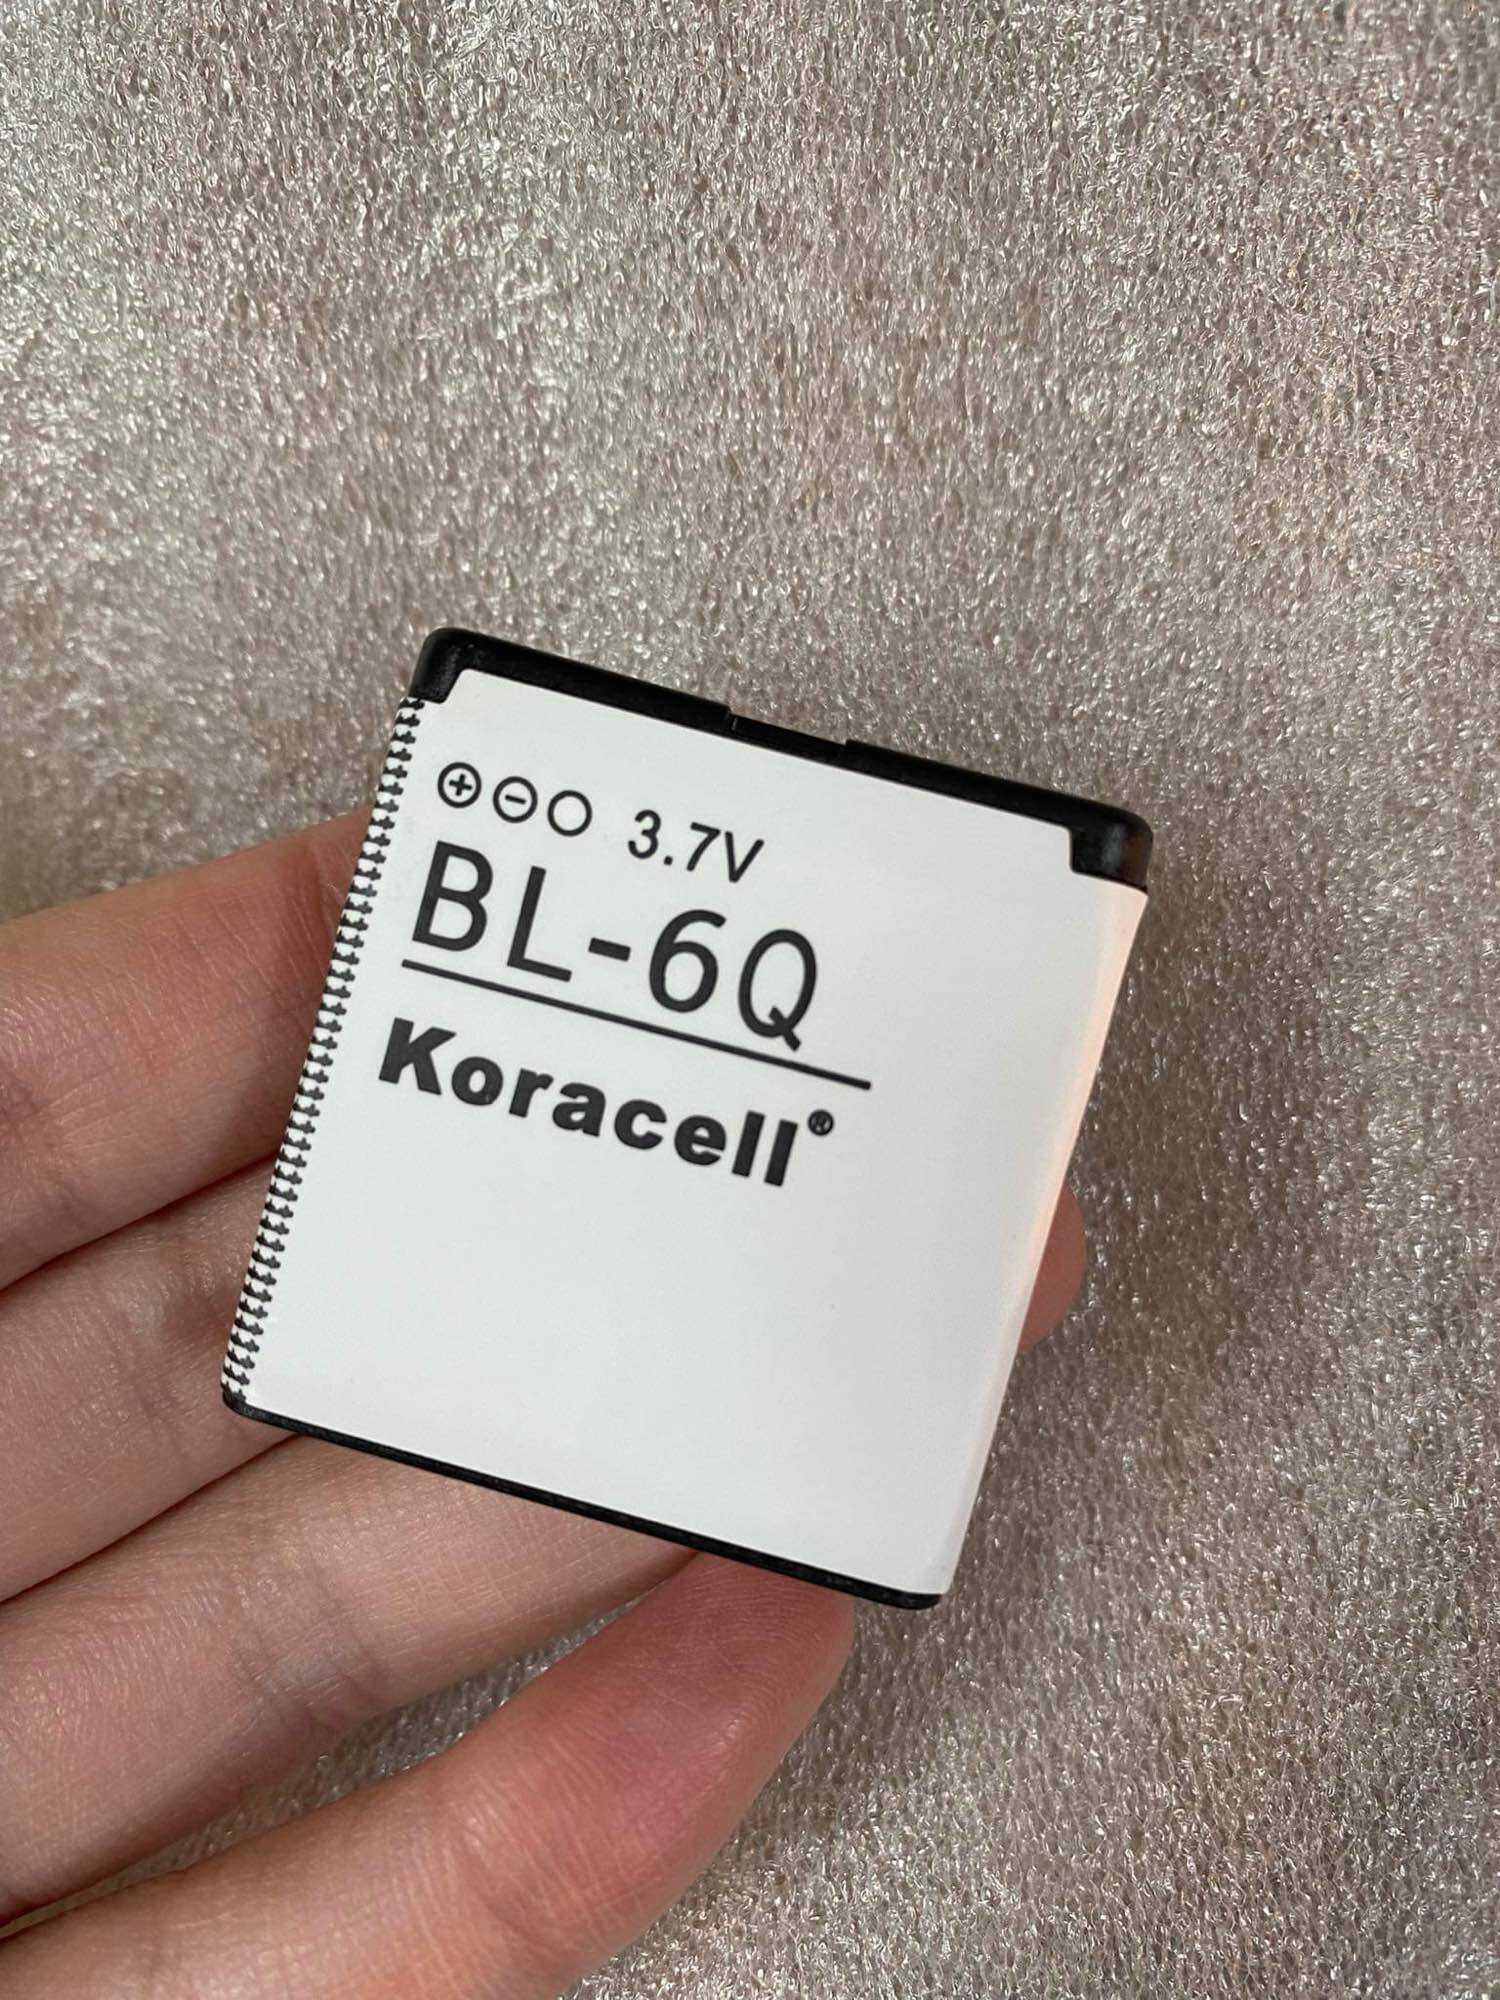 ⊕⊖○ 3.7V
BL-6Q
Koracell®